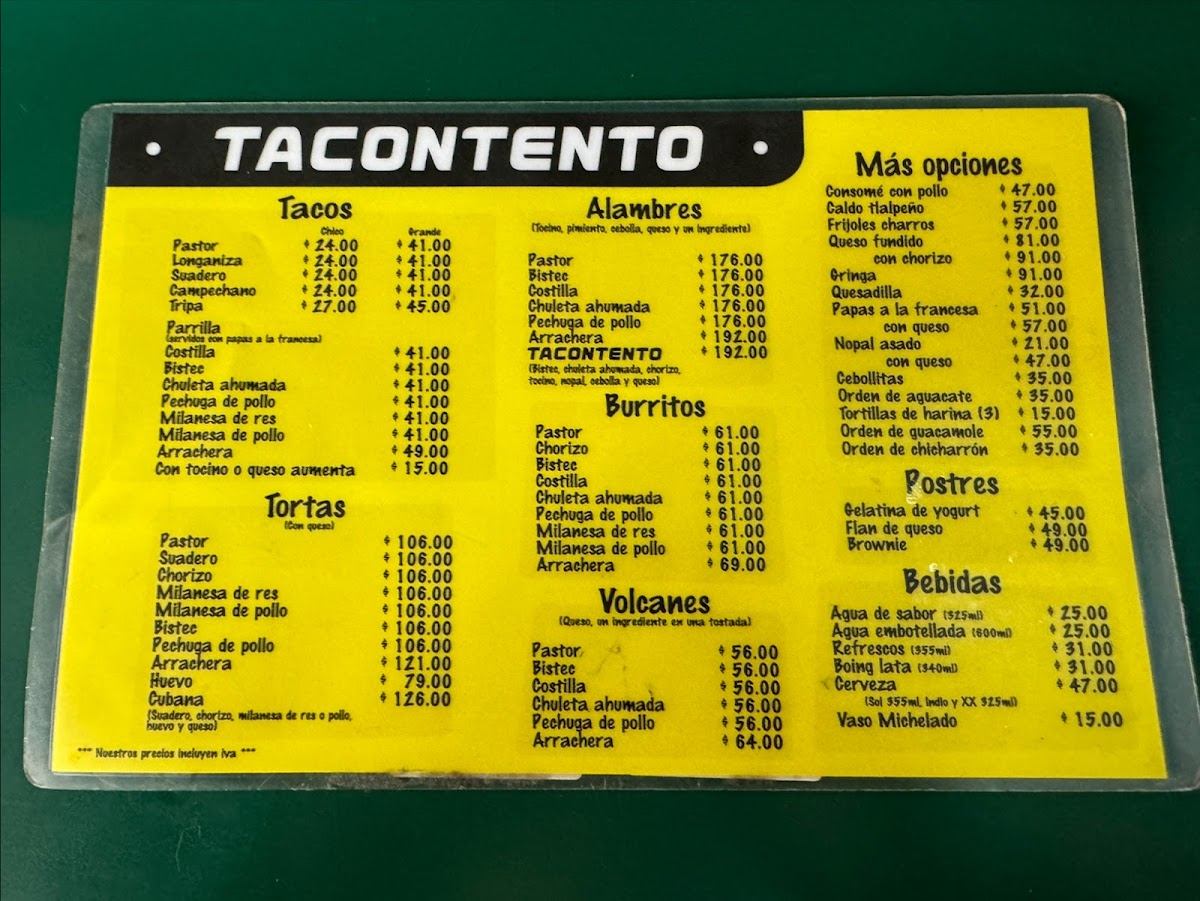 TACONTENTO
Tacos
Chico Grande
Pastor $ 24.00 $ 41.00
Longaniza $ 24.00 $ 41.00
Suadero $ 24.00 $ 41.00
Campechano $ 24.00 $ 41.00
Tripa $ 27.00 $ 45.00
Parrilla
(servidos con papas a la francesa)
Costilla $ 41.00
Bistec $ 41.00
Chuleta ahumada $ 41.00
Pechuga de pollo $ 41.00
Milanesa de res $ 41.00
Milanesa de pollo $ 41.00
Arrachera $ 49.00
Con tocino o queso aumenta $ 15.00
Tortas
(Con queso)
Pastor $ 106.00
Suadero $ 106.00
Chorizo $ 106.00
Milanesa de res $ 106.00
Milanesa de pollo $ 106.00
Bistec $ 106.00
Pechuga de pollo $ 106.00
Arrachera $ 121.00
Huevo $ 79.00
Cubana $ 126.00
(Suadero, chorizo, milanesa de res o pollo,
huevo y queso)
*** Nuestros precios incluyen iva ***
Alambres
(Tocino, pimiento, cebolla, queso y un ingrediente)
Pastor $ 176.00
Bistec $ 176.00
Costilla $ 176.00
Chuleta ahumada $ 176.00
Pechuga de pollo $ 176.00
Arrachera $ 192.00
TACONTENTO $ 192.00
(Bistec, chuleta ahumada, chorizo,
tocino, nopal, cebolla y queso)
Burritos
Pastor $ 61.00
Chorizo $ 61.00
Bistec $ 61.00
Costilla $ 61.00
Chuleta ahumada $ 61.00
Pechuga de pollo $ 61.00
Milanesa de res $ 61.00
Milanesa de pollo $ 61.00
Arrachera $ 69.00
Volcanes
(Queso, un ingrediente en una tostada)
Pastor $ 56.00
Bistec $ 56.00
Costilla $ 56.00
Chuleta ahumada $ 56.00
Pechuga de pollo $ 56.00
Arrachera $ 64.00
Más opciones
Consomé con pollo $ 47.00
Caldo tlalpeño $ 57.00
Frijoles charros $ 57.00
Queso fundido $ 81.00
con chorizo $ 91.00
Gringa $ 91.00
Quesadilla $ 32.00
Papas a la francesa $ 51.00
con queso $ 57.00
Nopal asado $ 21.00
con queso $ 47.00
Cebollitas $ 35.00
Orden de aguacate $ 35.00
Tortillas de harina (3) $ 15.00
Orden de guacamole $ 55.00
Orden de chicharrón $ 35.00
Postres
Gelatina de yogurt $ 45.00
Flan de queso $ 49.00
Brownie $ 49.00
Bebidas
Agua de sabor (325ml) $ 25.00
Agua embotellada (600ml) $ 25.00
Refrescos (355ml) $ 31.00
Boing lata (340ml) $ 31.00
Cerveza $ 47.00
(Sol 355ml, Indio y XX 325ml)
Vaso Michelado $ 15.00